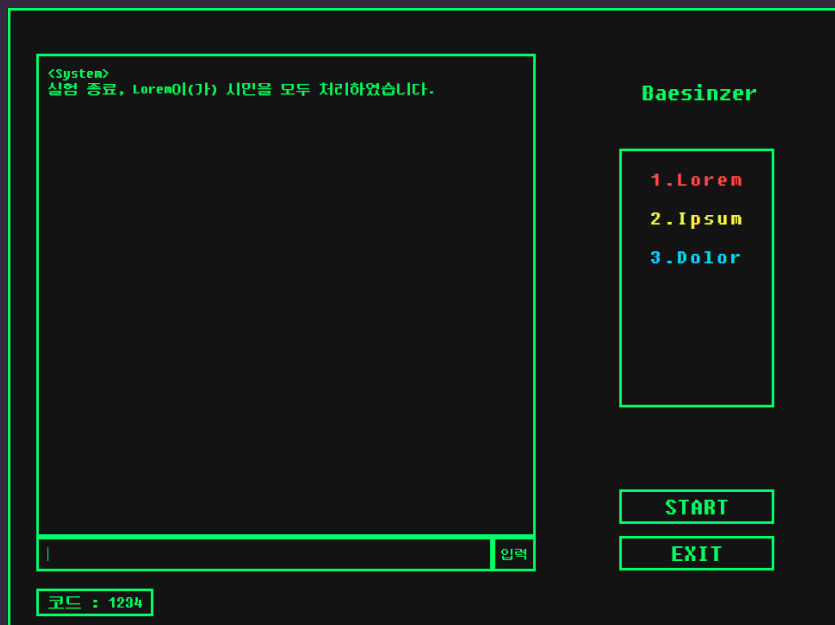 <System>
실험 종료, Lorem이(가) 시민을 모두 처리하였습니다.
Baesinzer
1.Lorem
2.Ipsum
3.Dolor
START
EXIT
입력
코드 : 1234